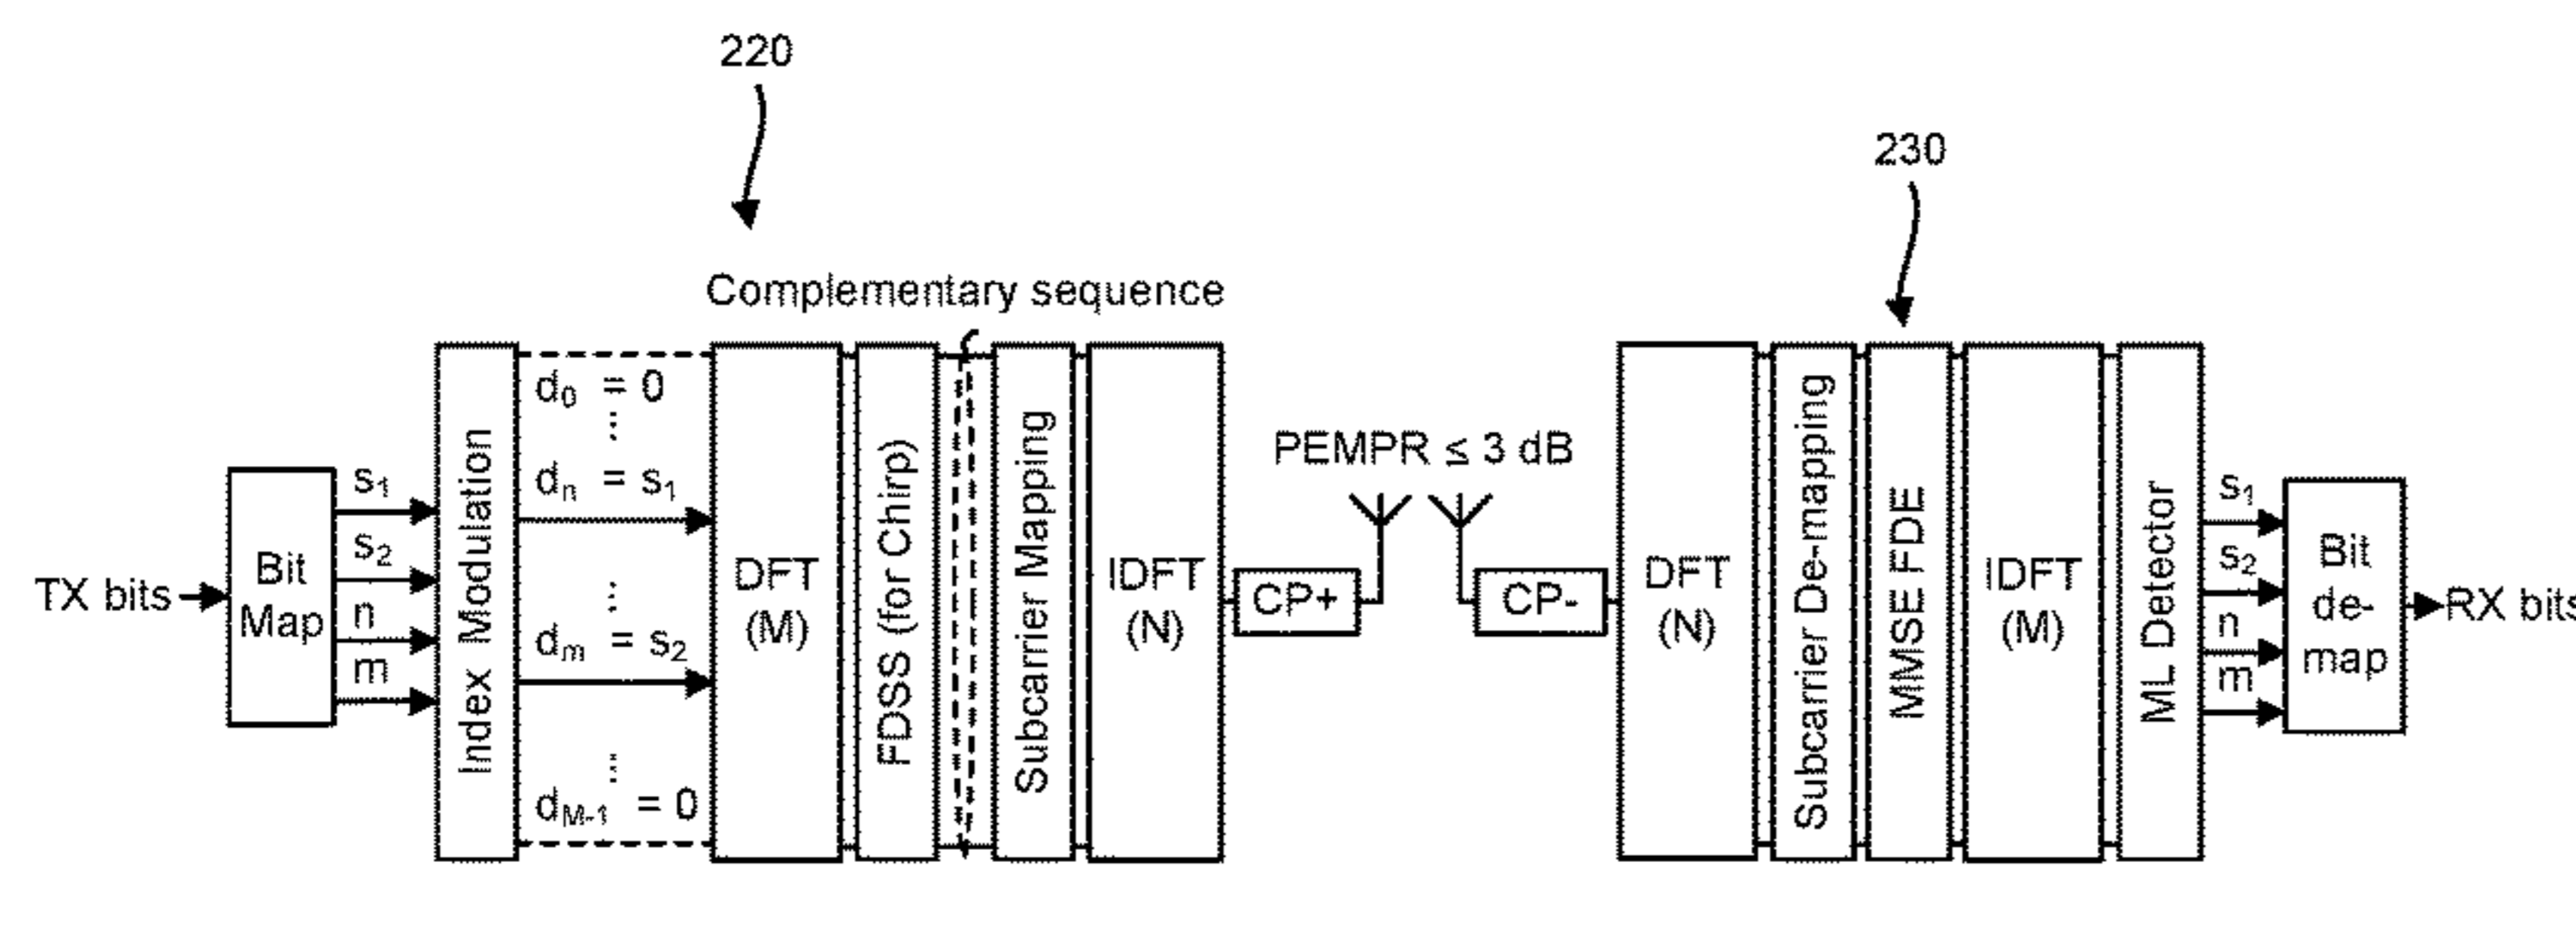 220
230
Complementary sequence
TX bits
Bit
Map
s₁
s₂
n
m
Index Modulation
d₀ = 0
⋮
dₙ = s₁
⋮
dₘ = s₂
⋮
d_M-1 = 0
DFT
(M)
FDSS (for Chirp)
Subcarrier Mapping
IDFT
(N)
CP+
PEMPR ≤ 3 dB
CP-
DFT
(N)
Subcarrier De-mapping
MMSE FDE
IDFT
(M)
ML Detector
s₁
s₂
n
m
Bit
de-
map
RX bits